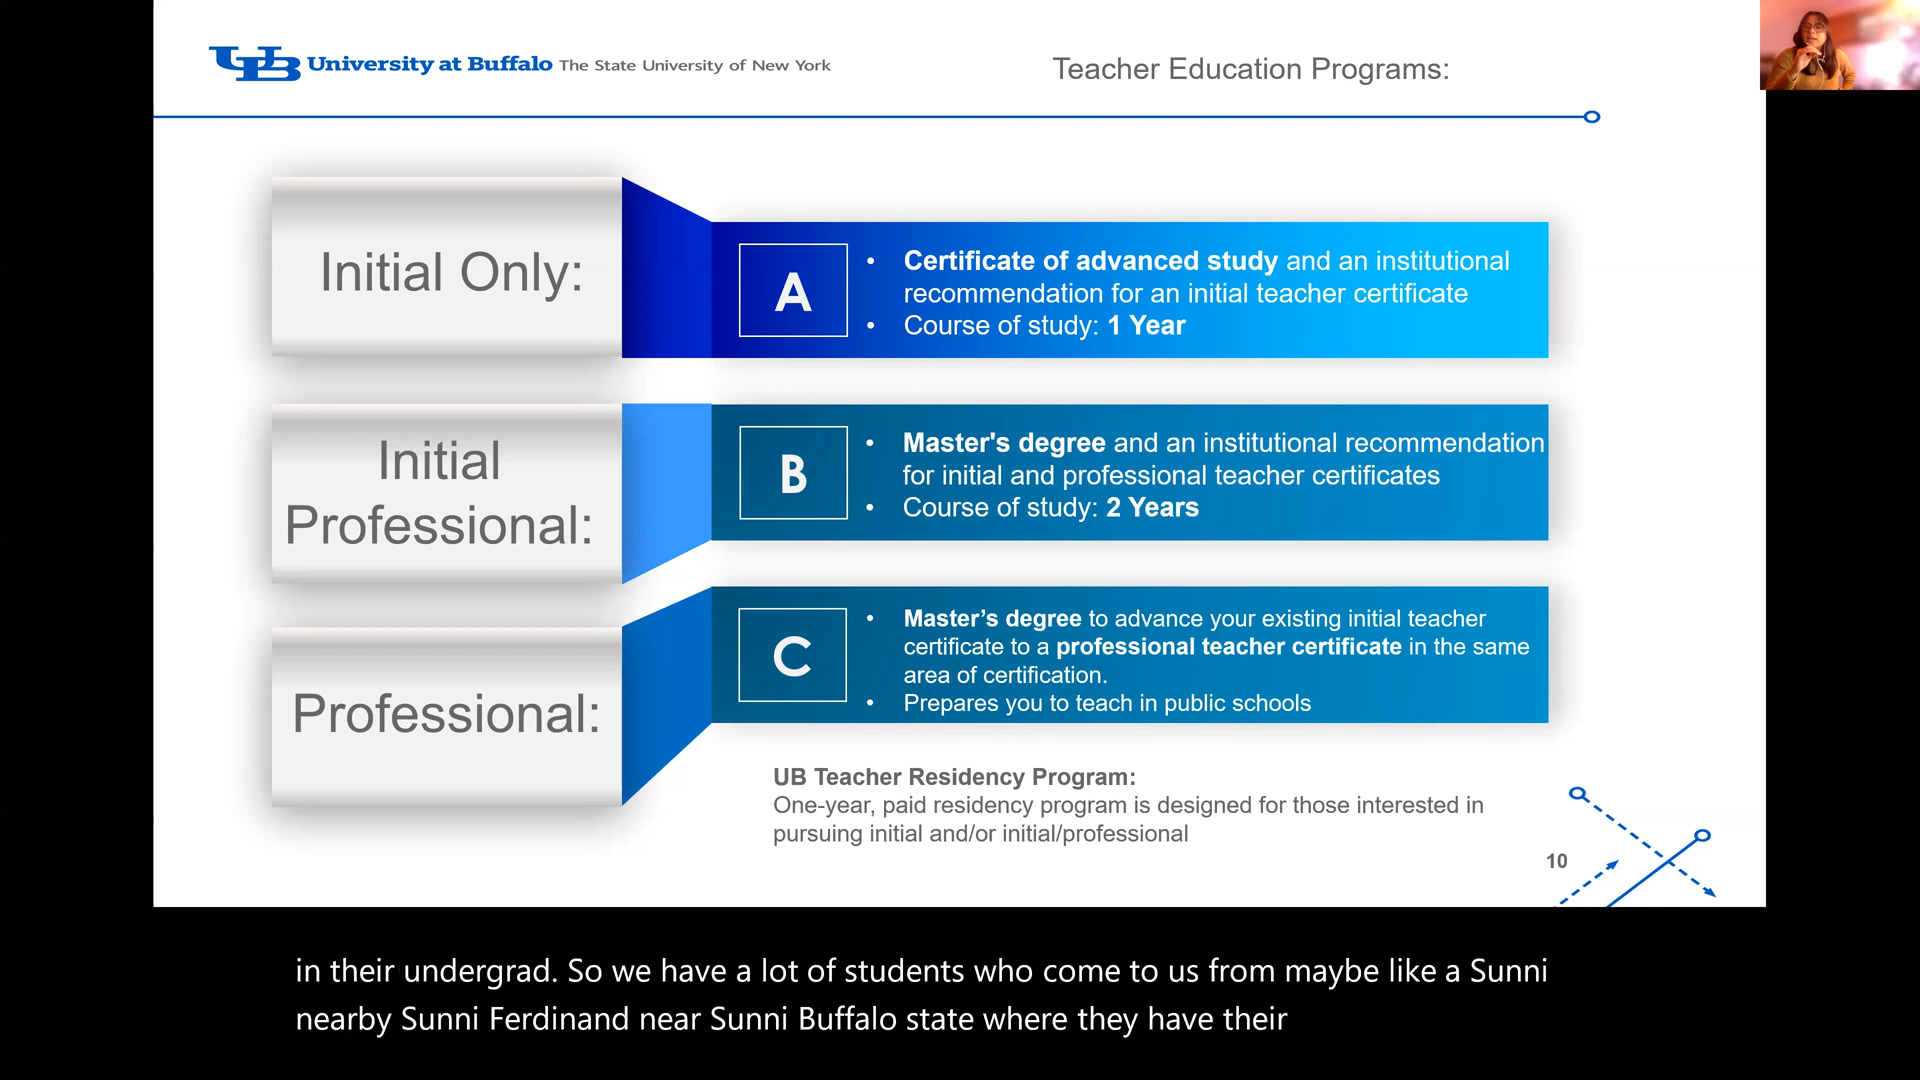 UB University at Buffalo The State University of New York
Teacher Education Programs:
Initial Only:
A
• Certificate of advanced study and an institutional
recommendation for an initial teacher certificate
• Course of study: 1 Year
Initial
Professional:
B
• Master's degree and an institutional recommendation
for initial and professional teacher certificates
• Course of study: 2 Years
Professional:
C
• Master’s degree to advance your existing initial teacher
certificate to a professional teacher certificate in the same
area of certification.
• Prepares you to teach in public schools
UB Teacher Residency Program:
One-year, paid residency program is designed for those interested in
pursuing initial and/or initial/professional
10
in their undergrad. So we have a lot of students who come to us from maybe like a Sunni
nearby Sunni Ferdinand near Sunni Buffalo state where they have their